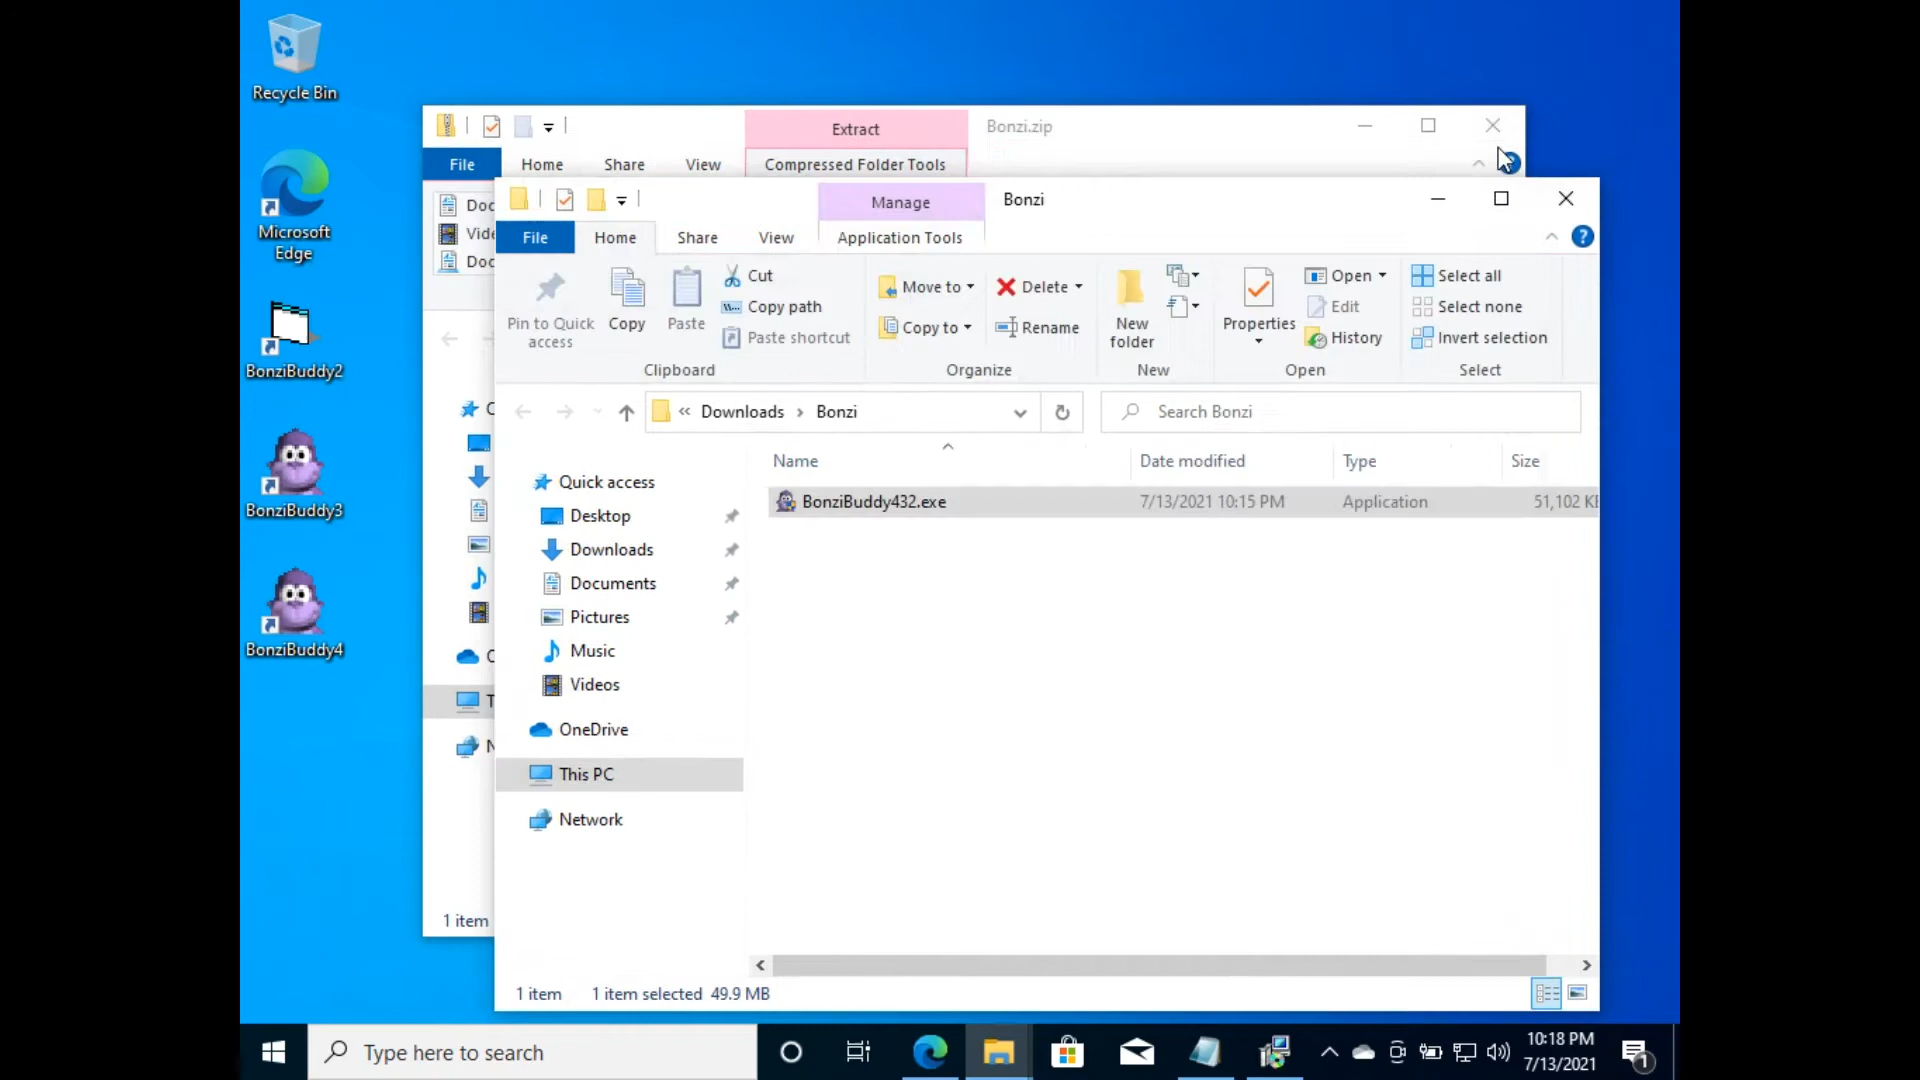 Recycle Bin
Microsoft
Edge
BonziBuddy2
BonziBuddy3
BonziBuddy4
Extract
Bonzi.zip
File
Home
Share
View
Compressed Folder Tools
Manage
Bonzi
File
Home
Share
View
Application Tools
Pin to Quick
access
Copy
Paste
Cut
Copy path
Paste shortcut
Clipboard
Move to
Copy to
Delete
Rename
Organize
New
folder
New
Properties
Open
Edit
History
Open
Select all
Select none
Invert selection
Select
« Downloads › Bonzi
Search Bonzi
Name
Date modified
Type
Size
BonziBuddy432.exe
7/13/2021 10:15 PM
Application
51,102
Quick access
Desktop
Downloads
Documents
Pictures
Music
Videos
OneDrive
This PC
Network
1 item
1 item
1 item selected 49.9 MB
Type here to search
10:18 PM
7/13/2021
1